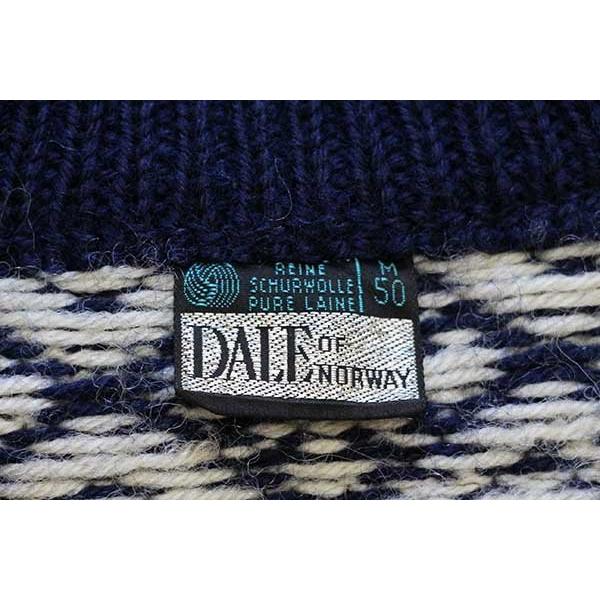 REINE
SCHURWOLLE
PURE LAINE
M
50
DALE OF NORWAY